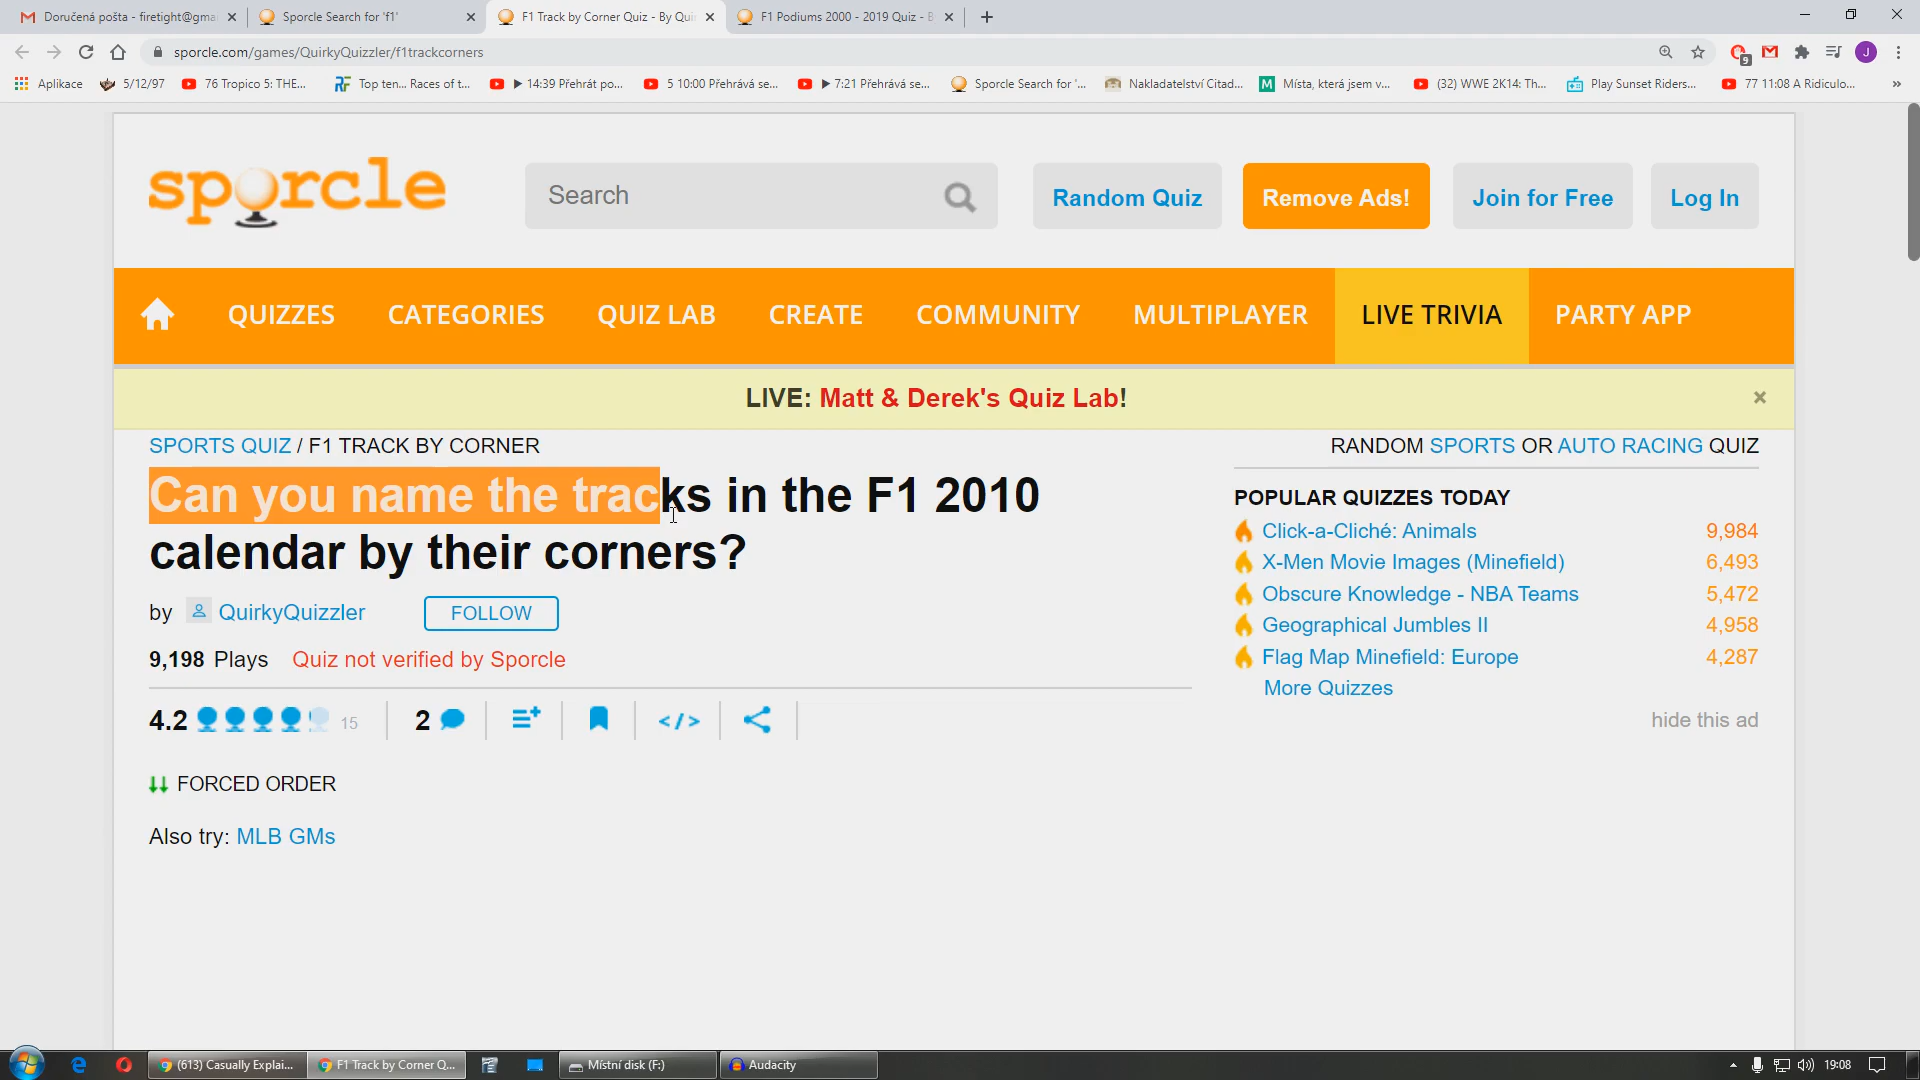 Doručená pošta - firetight@gma
Sporcle Search for 'f1'
F1 Track by Corner Quiz - By Qui
F1 Podiums 2000 - 2019 Quiz - B
sporcle.com/games/QuirkyQuizzler/f1trackcorners
9
J
Aplikace
5/12/97
76 Tropico 5: THE...
Top ten... Races of t...
▶ 14:39 Přehrát po...
5 10:00 Přehrává se...
▶ 7:21 Přehrává se...
Sporcle Search for '...
Nakladatelství Citad...
M Místa, která jsem v...
(32) WWE 2K14: Th...
Play Sunset Riders...
77 11:08 A Ridiculo...
sporcle
Search
Random Quiz
Remove Ads!
Join for Free
Log In
QUIZZES
CATEGORIES
QUIZ LAB
CREATE
COMMUNITY
MULTIPLAYER
LIVE TRIVIA
PARTY APP
LIVE: Matt & Derek's Quiz Lab!
SPORTS QUIZ / F1 TRACK BY CORNER
RANDOM SPORTS OR AUTO RACING QUIZ
Can you name the tracks in the F1 2010
calendar by their corners?
by QuirkyQuizzler
FOLLOW
9,198 Plays Quiz not verified by Sporcle
4.2 15
2
</>
FORCED ORDER
Also try: MLB GMs
POPULAR QUIZZES TODAY
Click-a-Cliché: Animals 9,984
X-Men Movie Images (Minefield) 6,493
Obscure Knowledge - NBA Teams 5,472
Geographical Jumbles II 4,958
Flag Map Minefield: Europe 4,287
More Quizzes
hide this ad
(613) Casually Explai...
F1 Track by Corner Q...
Místní disk (F:)
Audacity
19:08